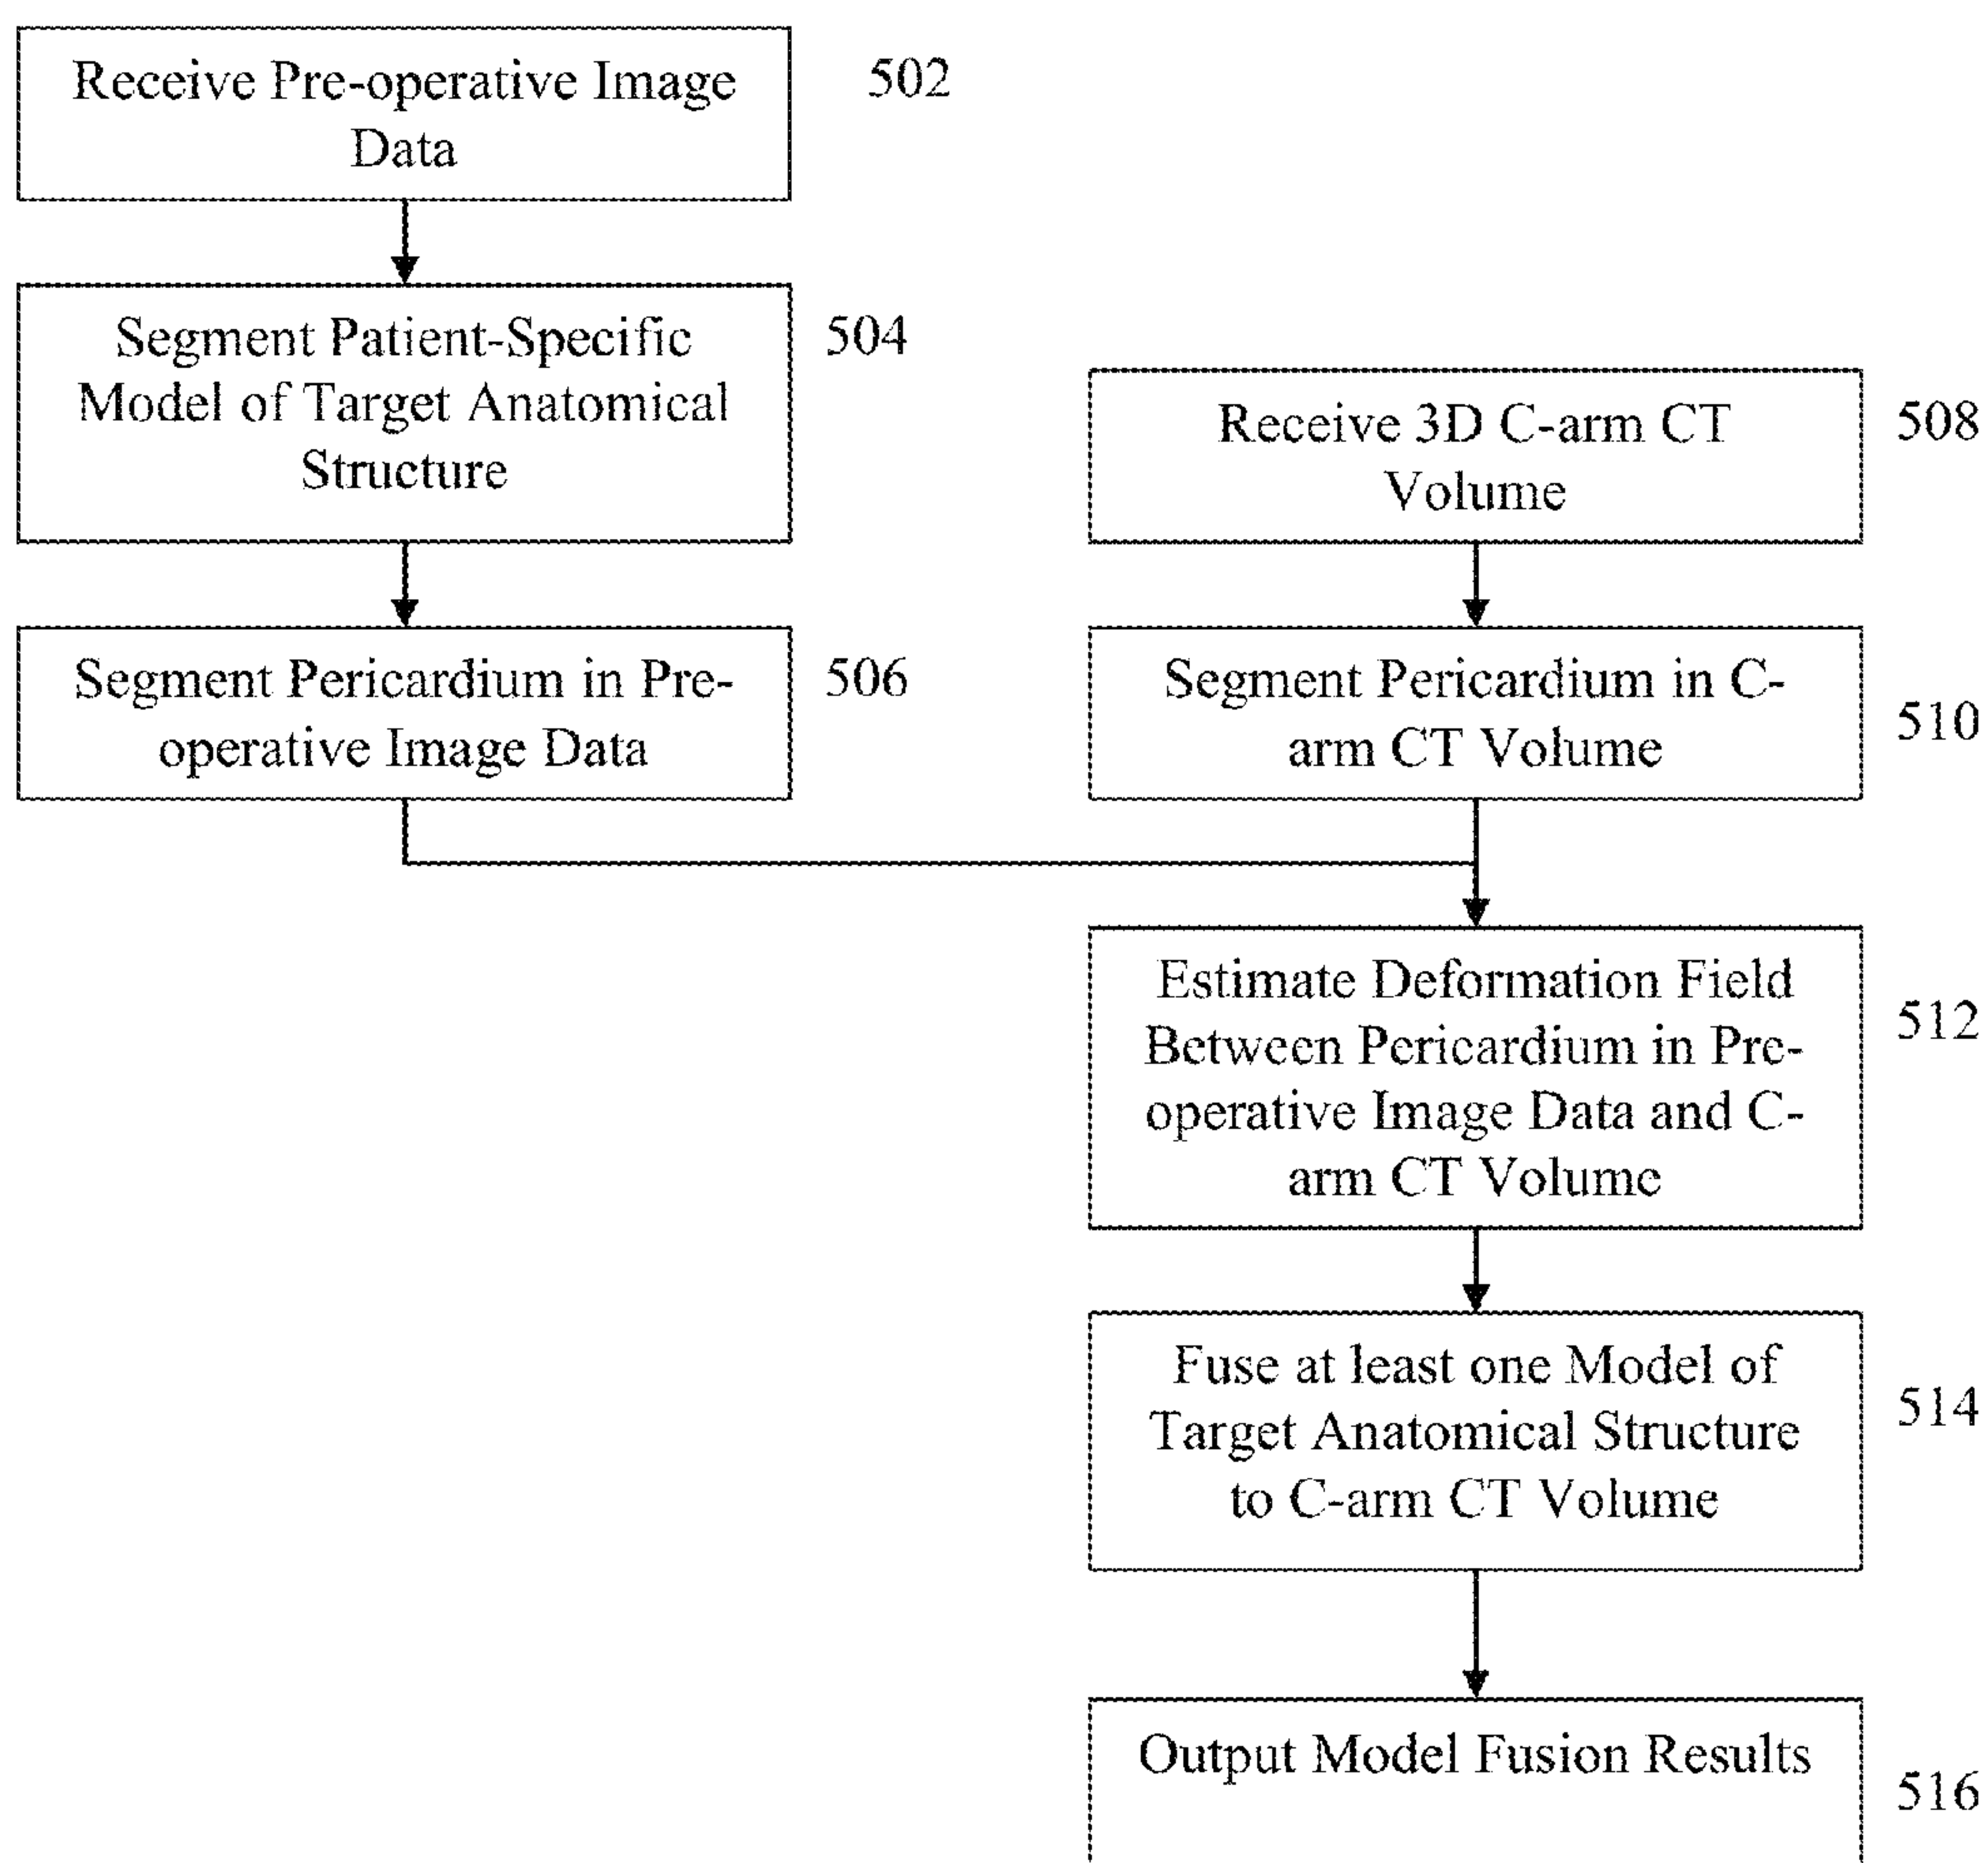 Receive Pre-operative Image
Data
502
Segment Patient-Specific
Model of Target Anatomical
Structure
504
Segment Pericardium in Pre-
operative Image Data
506
Receive 3D C-arm CT
Volume
508
Segment Pericardium in C-
arm CT Volume
510
Estimate Deformation Field
Between Pericardium in Pre-
operative Image Data and C-
arm CT Volume
512
Fuse at least one Model of
Target Anatomical Structure
to C-arm CT Volume
514
Output Model Fusion Results
516